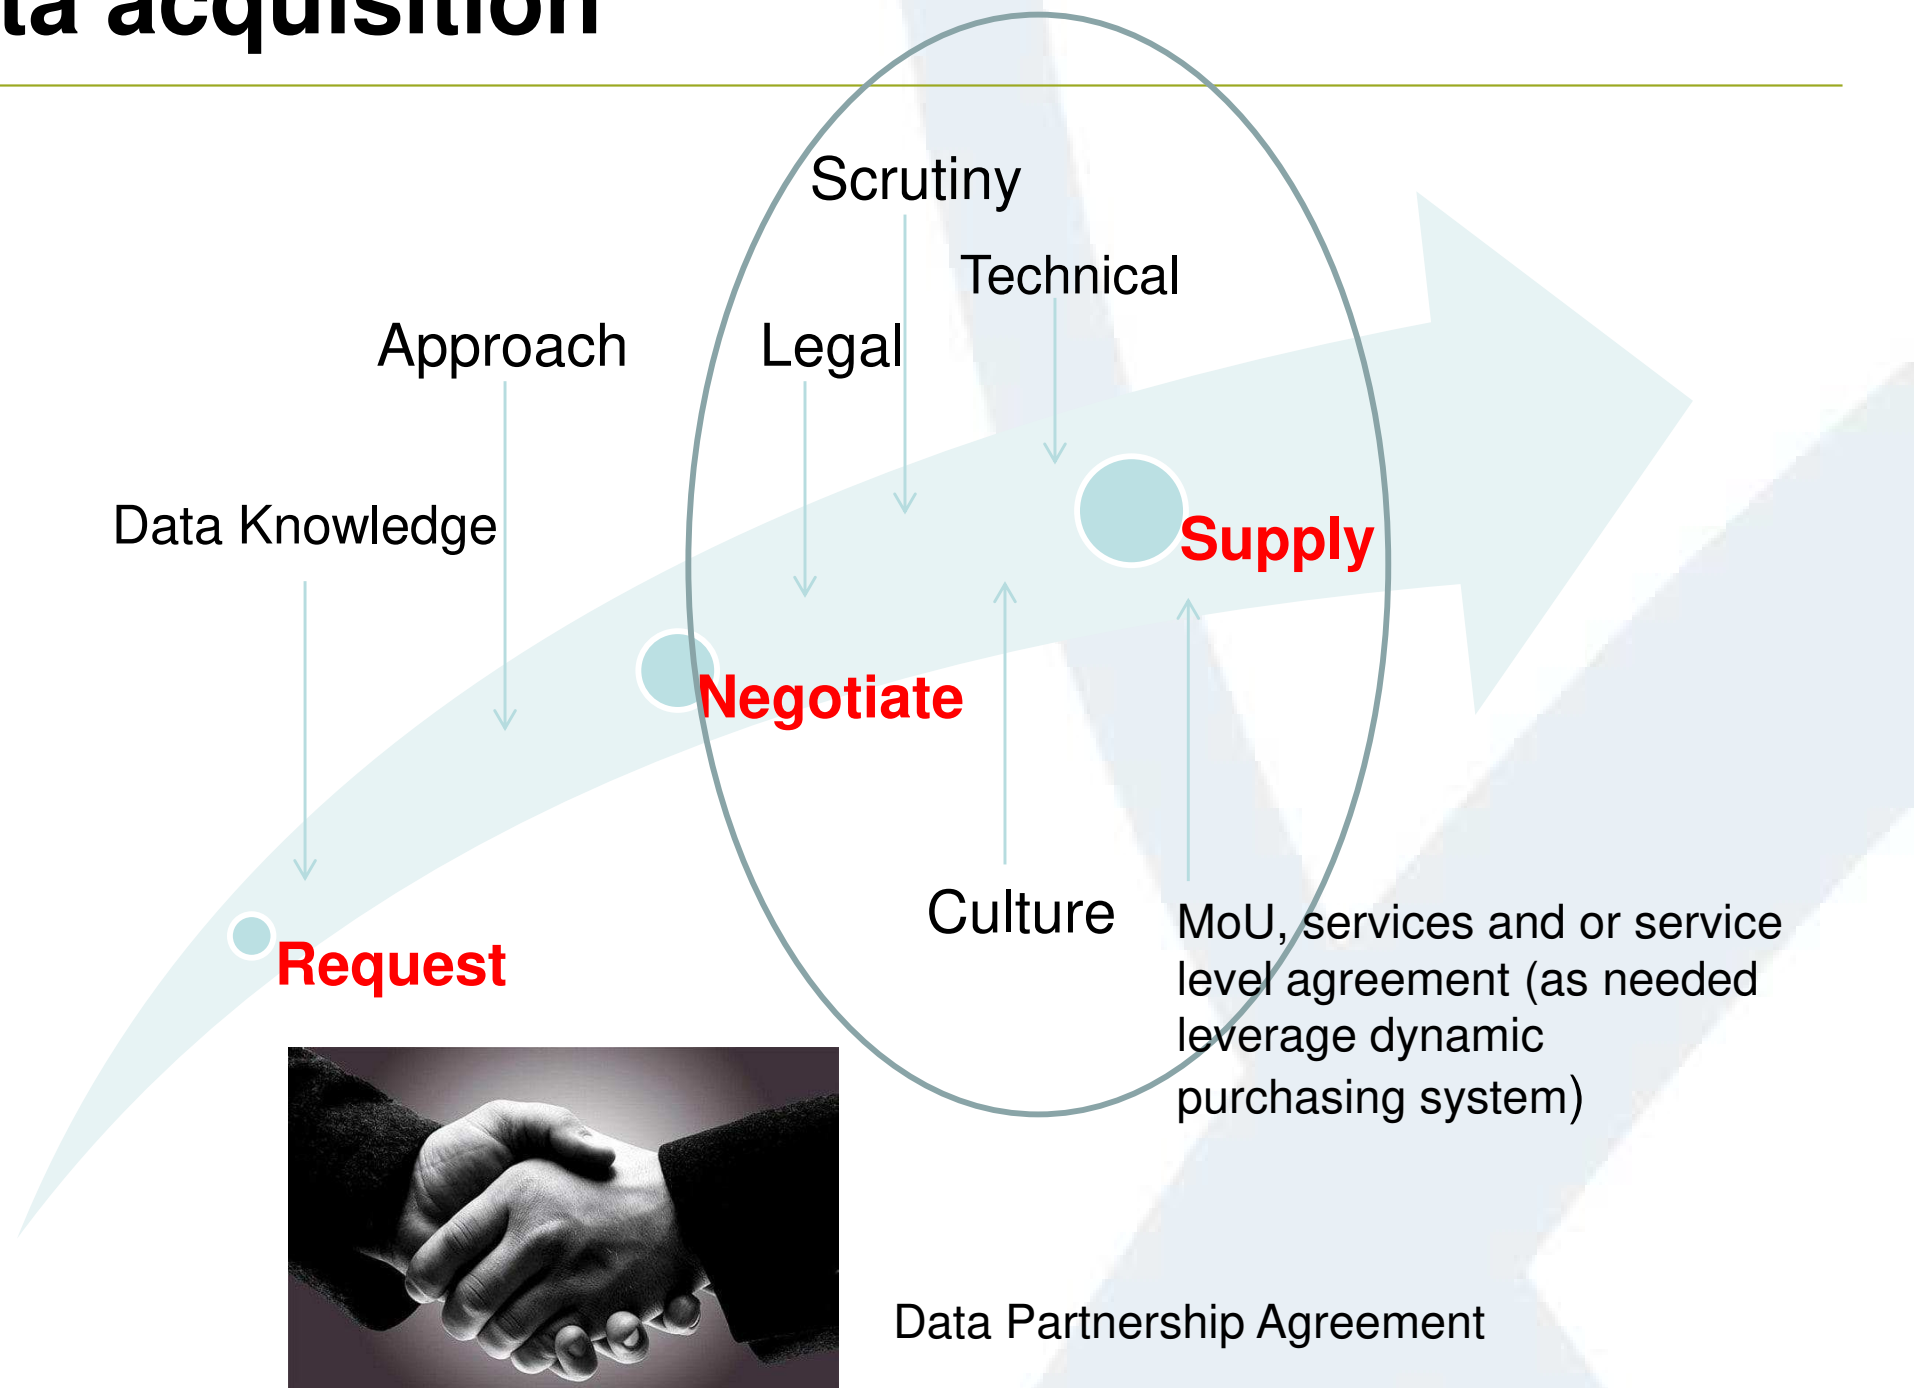 ta acquisition
Scrutiny
Technical
Approach
Legal
Data Knowledge
Supply
Negotiate
Culture
MoU, services and or service
level agreement (as needed
leverage dynamic
purchasing system)
Request
Data Partnership Agreement